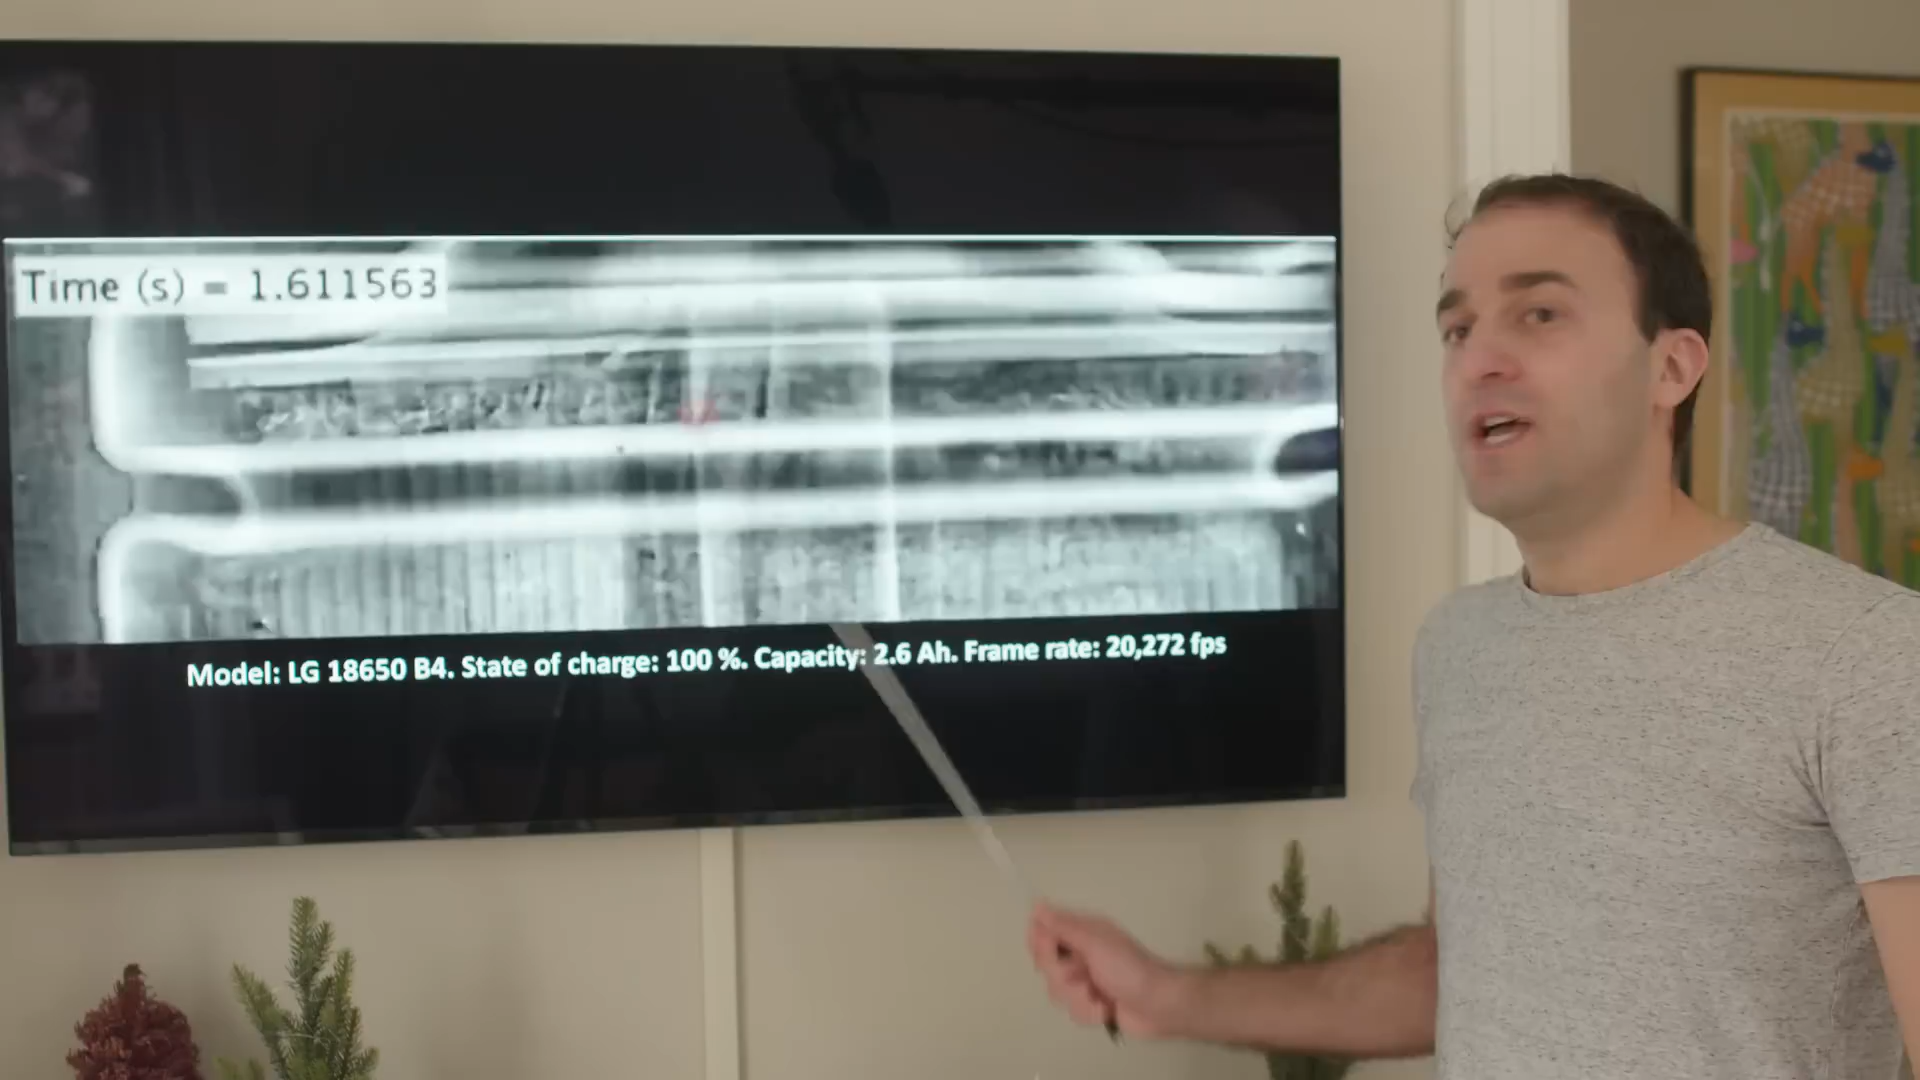 Time (s) = 1.611563
Model: LG 18650 B4. State of charge: 100 %. Capacity: 2.6 Ah. Frame rate: 20,272 fps